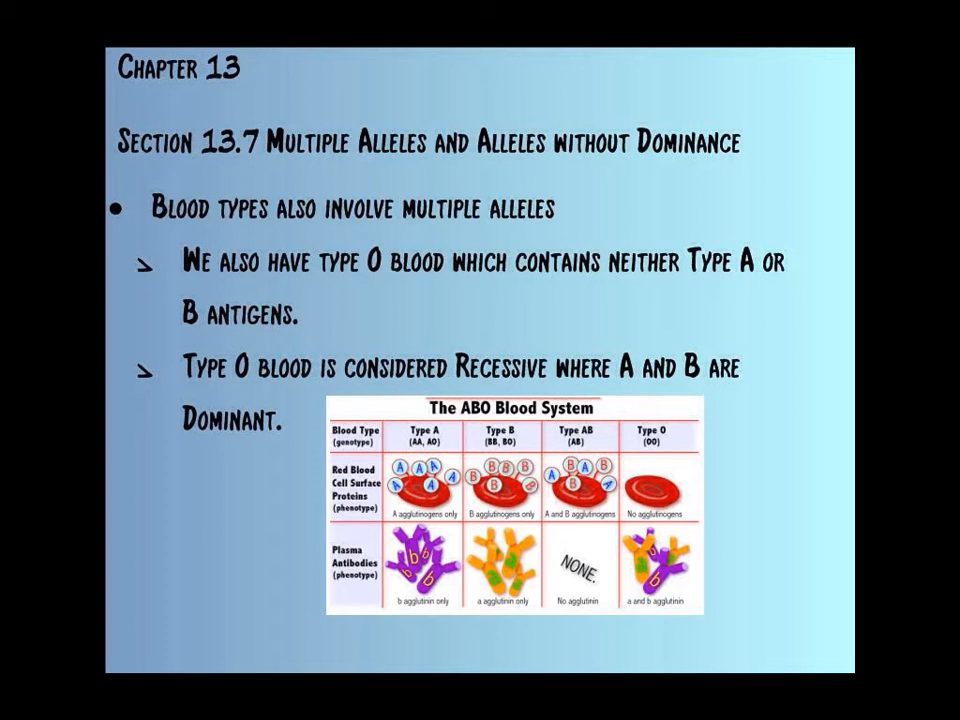 Chapter 13
Section 13.7 Multiple Alleles and Alleles without Dominance
• Blood types also involve multiple alleles
> We also have type O blood which contains neither Type A or
B antigens.
> Type O blood is considered Recessive where A and B are
Dominant.
The ABO Blood System
Blood Type (genotype) Type A (AA, AO) Type B (BB, BO) Type AB (AB) Type O (OO)
Red Blood Cell Surface Proteins (phenotype)
A A A A A A
B B B B B B
A B A B B A
A agglutinogens only B agglutinogens only A and B agglutinogens No agglutinogens
Plasma Antibodies (phenotype)
b b b b
a a a
NONE.
a b
b agglutinin only a agglutinin only No agglutinin a and b agglutinin